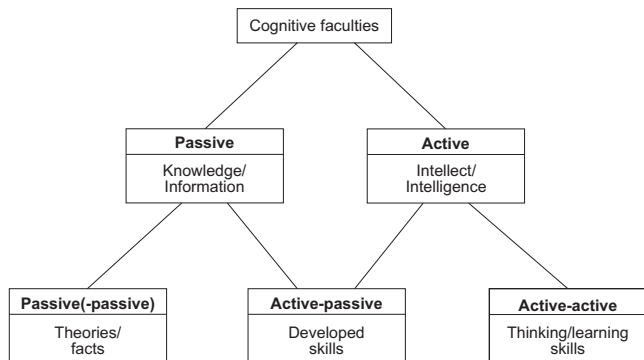 Cognitive faculties
Passive
Knowledge/
Information
Active
Intellect/
Intelligence
Passive(-passive)
Theories/
facts
Active-passive
Developed
skills
Active-active
Thinking/learning
skills